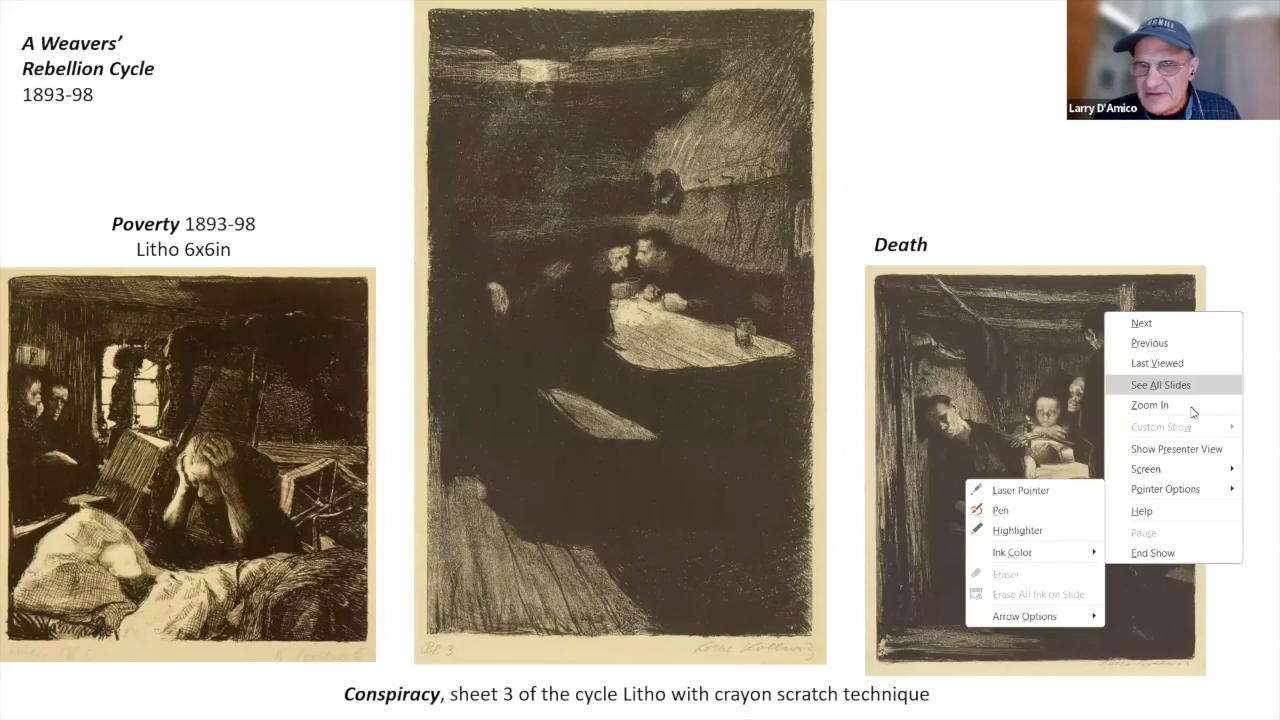 A Weavers'
Rebellion Cycle
1893-98
Larry D'Amico
Poverty 1893-98
Litho 6x6in
Death
Next
Previous
Last Viewed
See All Slides
Zoom In
Custom Show
Show Presenter View
Screen
Pointer Options
Help
Pause
End Show
Laser Pointer
Pen
Highlighter
Ink Color
Eraser
Erase All Ink on Slide
Arrow Options
Käthe Kollwitz
Conspiracy, sheet 3 of the cycle Litho with crayon scratch technique